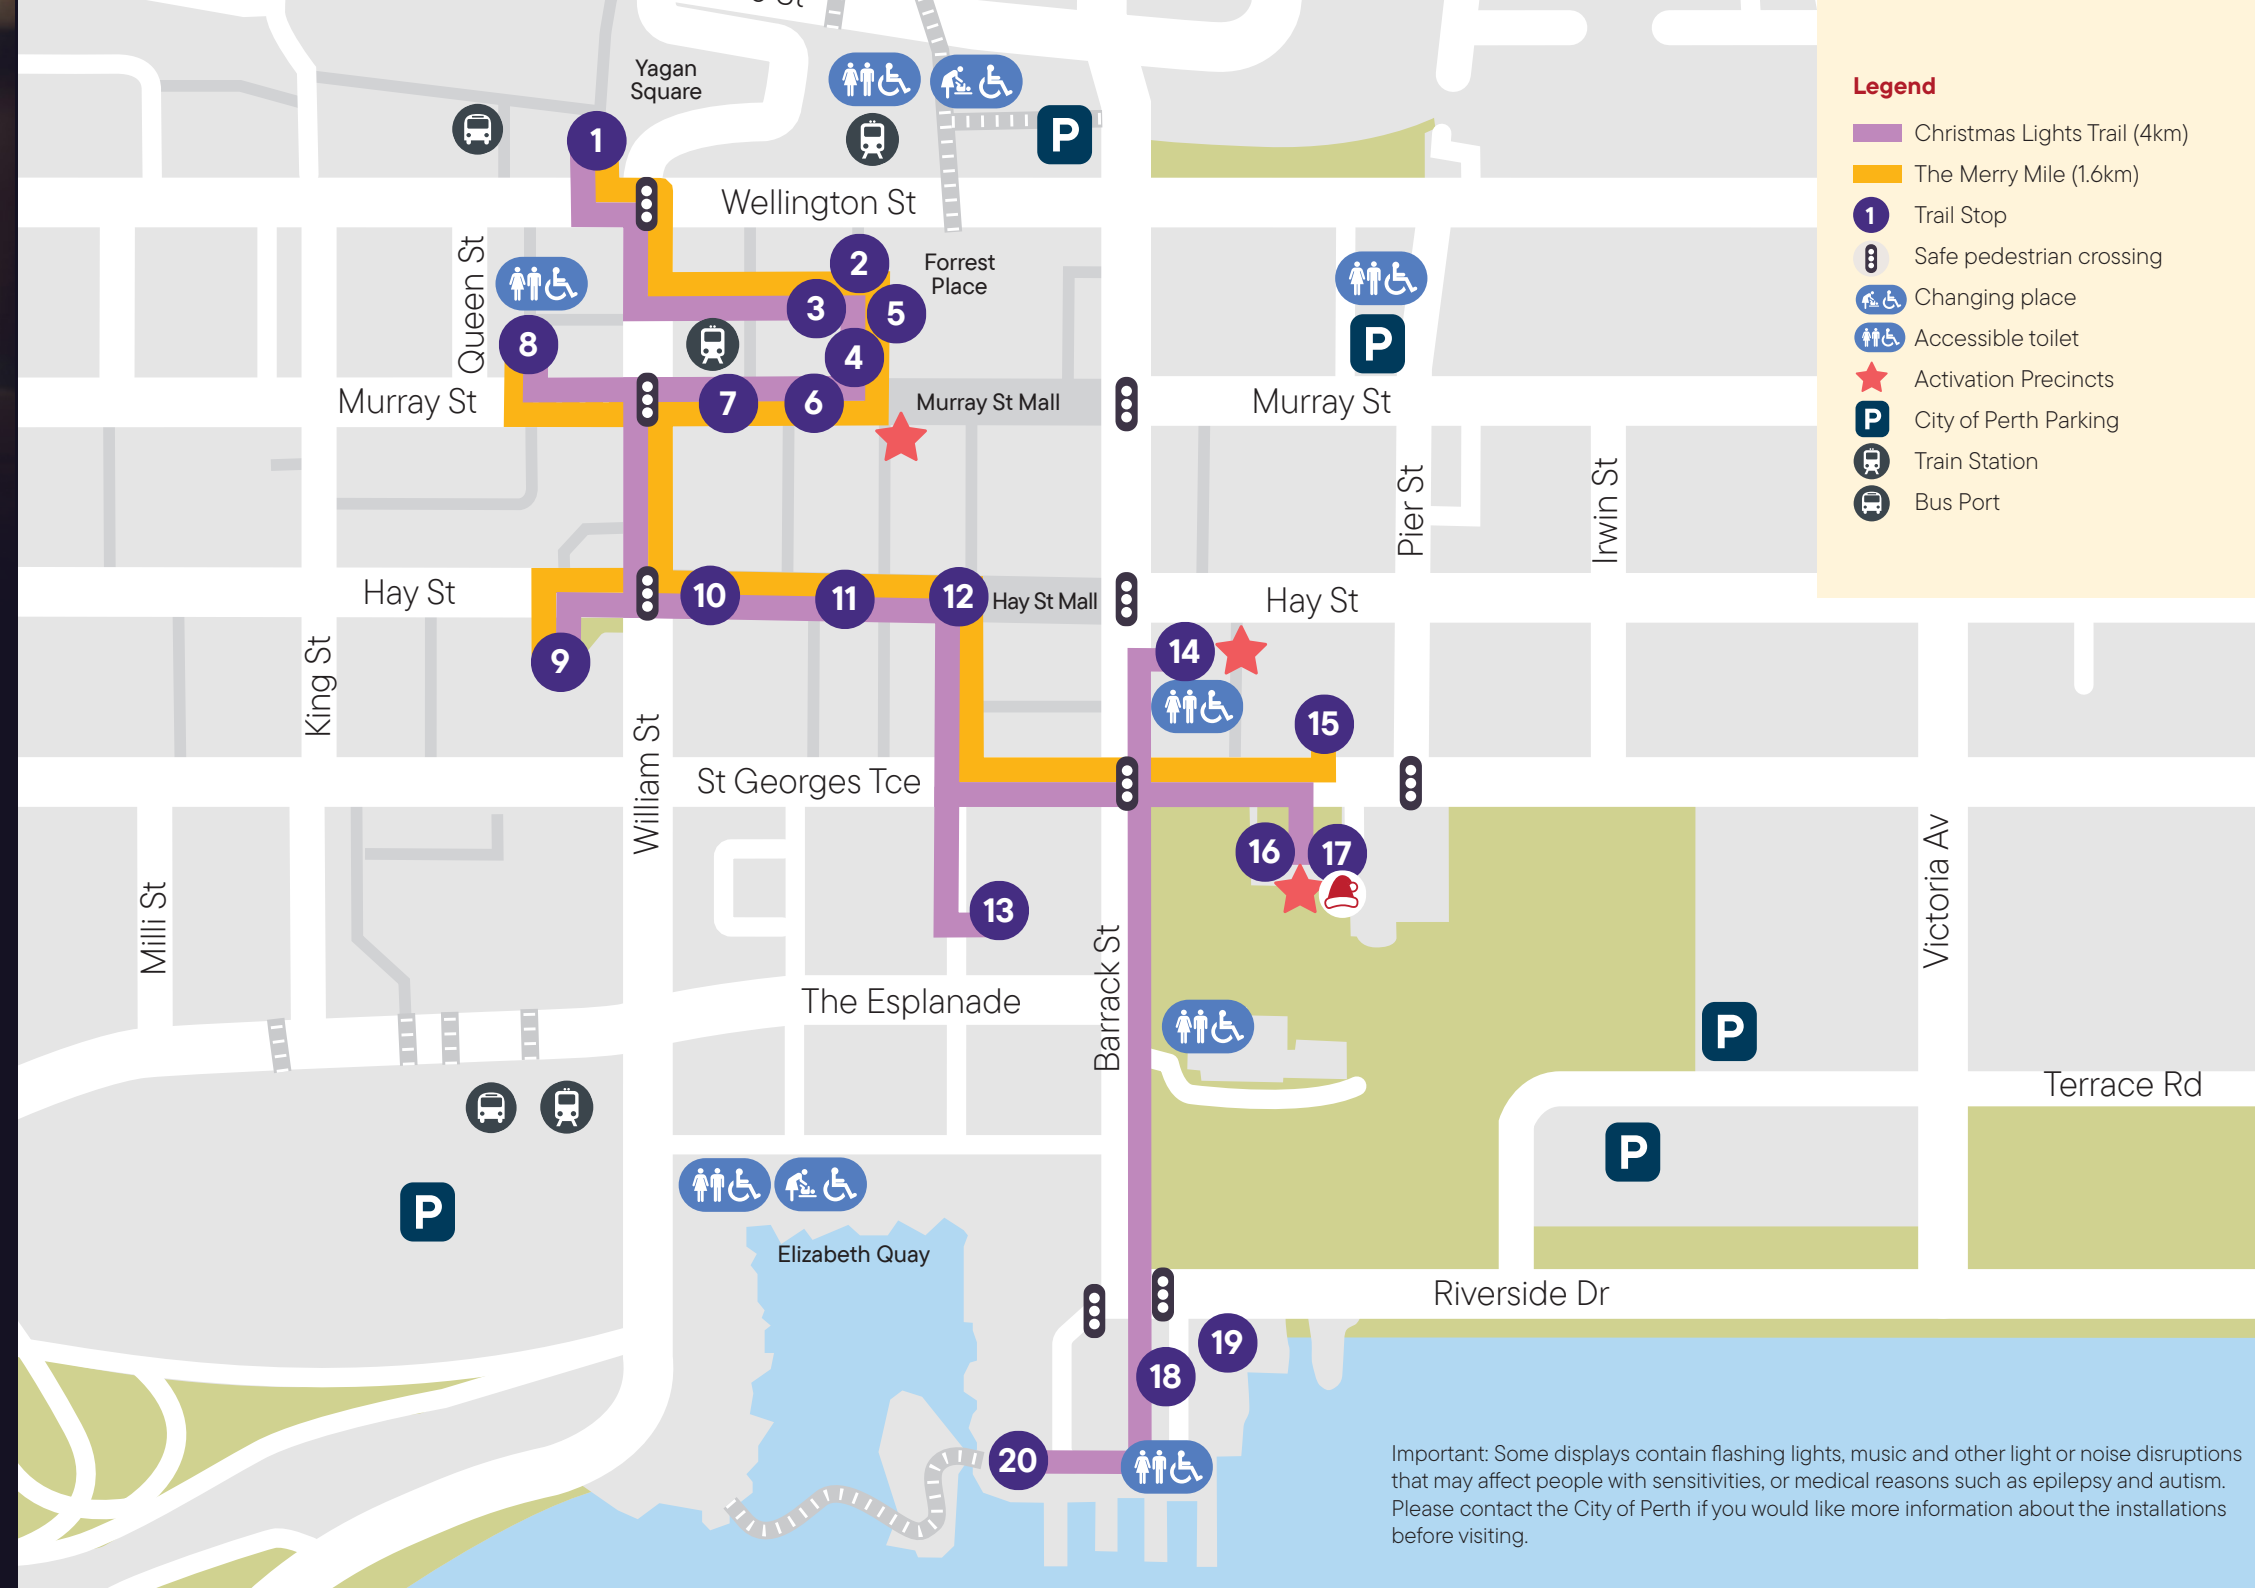 Yagan
Square
P
1
Wellington St
2
Forrest
Place
3
5
Queen St
8
4
P
Murray St
7
6
Murray St Mall
Murray St
Pier St
Irwin St
Hay St
10
11
12
Hay St Mall
Hay St
9
King St
14
15
William St
St Georges Tce
16
17
13
Milli St
Victoria Av
Barrack St
The Esplanade
P
Terrace Rd
P
P
Elizabeth Quay
Riverside Dr
19
18
20
Legend
Christmas Lights Trail (4km)
The Merry Mile (1.6km)
1 Trail Stop
Safe pedestrian crossing
Changing place
Accessible toilet
Activation Precincts
P City of Perth Parking
Train Station
Bus Port
Important: Some displays contain flashing lights, music and other light or noise disruptions
that may affect people with sensitivities, or medical reasons such as epilepsy and autism.
Please contact the City of Perth if you would like more information about the installations
before visiting.